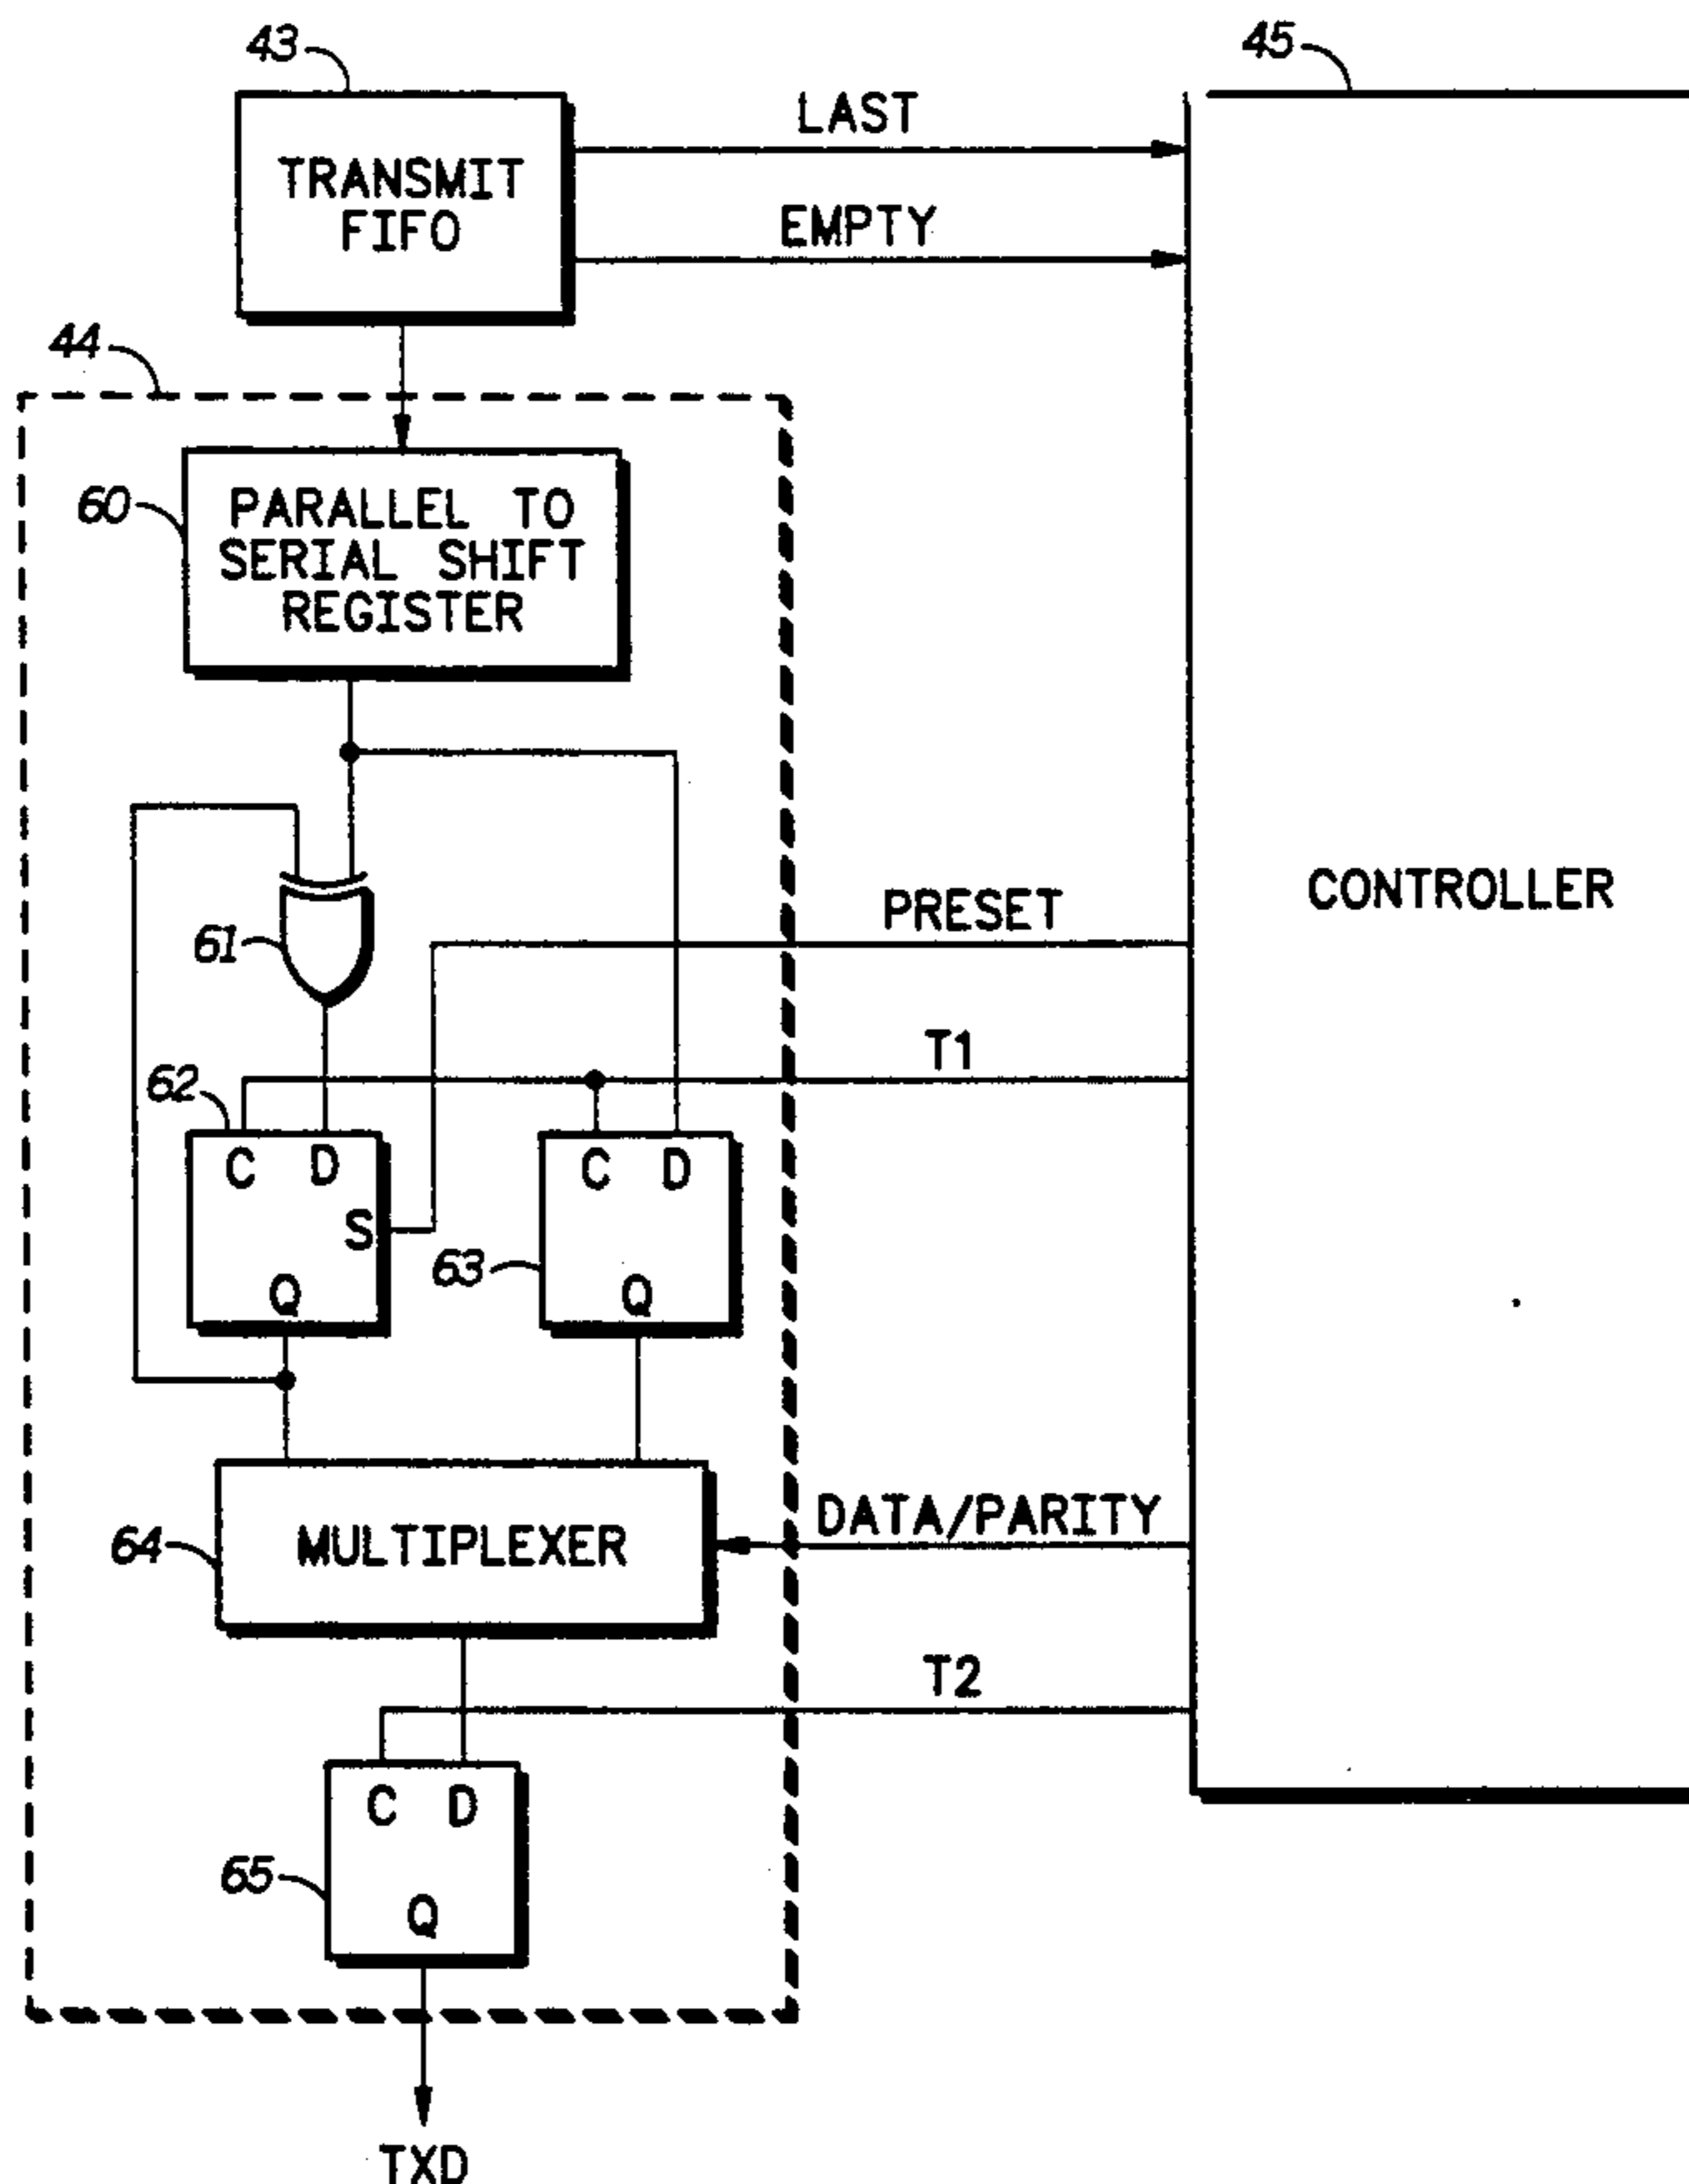 43
45
LAST
TRANSMIT
FIFO
EMPTY
44
60
PARALLEL TO
SERIAL SHIFT
REGISTER
PRESET
CONTROLLER
61
T1
62
C D
S
Q
63
C D
Q
DATA/PARITY
64
MULTIPLEXER
T2
C D
65
Q
TXD